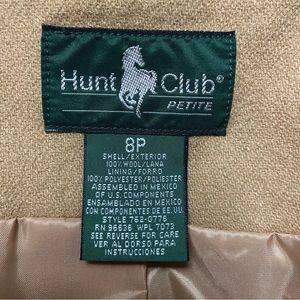 Hunt Club®
PETITE
8P
SHELL/EXTERIOR
100% WOOL/LANA
LINING/FORRO
100% POLYESTER/POLIESTER
ASSEMBLED IN MEXICO
OF U.S. COMPONENTS
ENSAMBLADO EN MEXICO
CON COMPONENTES DE EE. UU.
STYLE 762-0776
RN 96636 WPL 7073
SEE REVERSE FOR CARE
VER AL DORSO PARA
INSTRUCCIONES